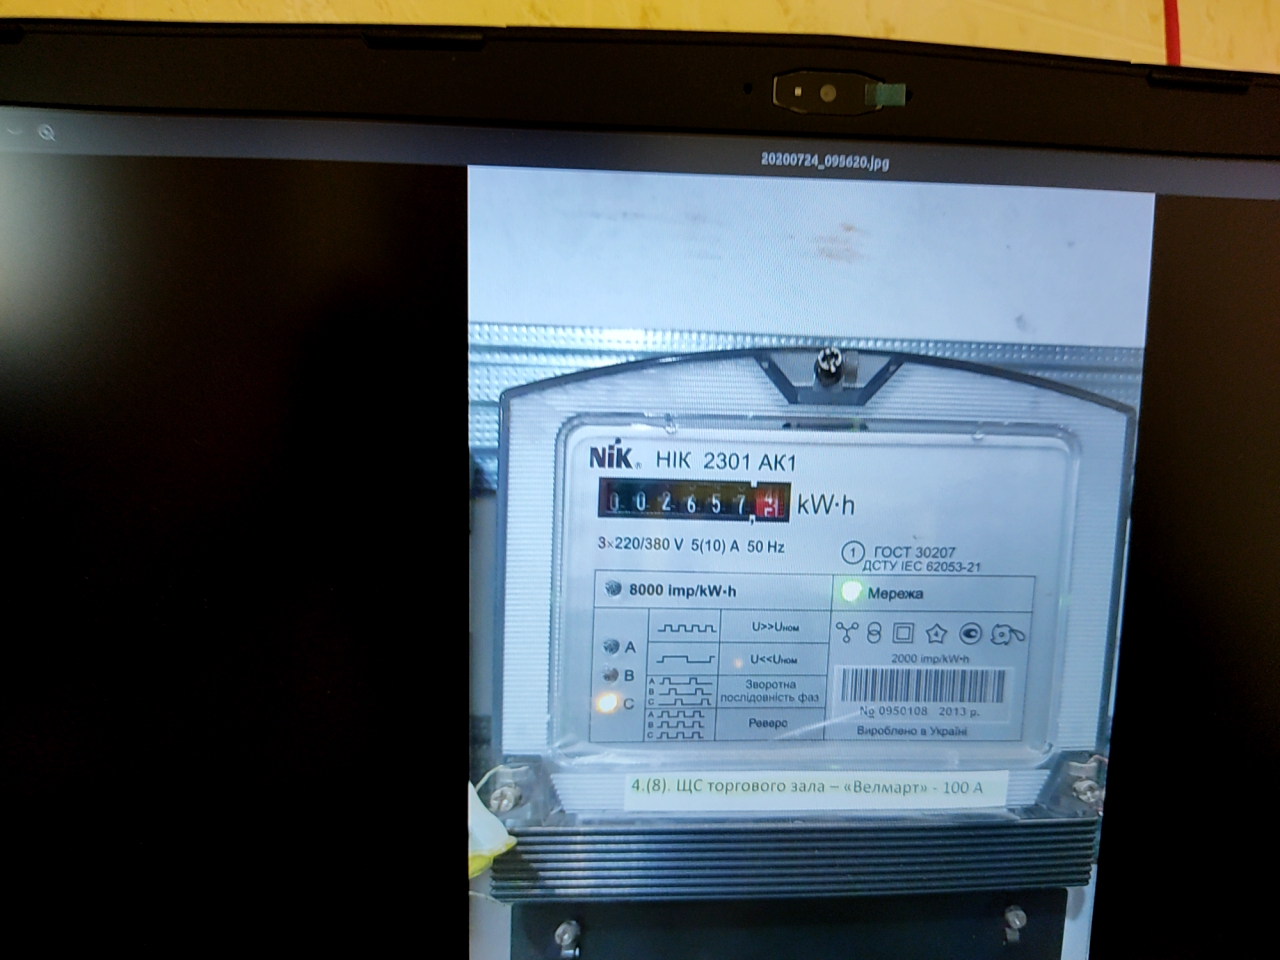 20200724_095620.jpg
NiK® НІК 2301 АК1
002657 kW·h
3×220/380 V 5(10) A 50 Hz
1 ГОСТ 30207
ДСТУ IEC 62053-21
8000 imp/kW·h
Мережа
A
B
C
U>>Uном
U<<Uном
A
B
C
Зворотна
послідовність фаз
A
B
C
Реверс
2000 imp/kW·h
№ 0950108 2013 р.
Вироблено в Україні
4.(8). ЩС торгового зала – «Велмарт» - 100 А